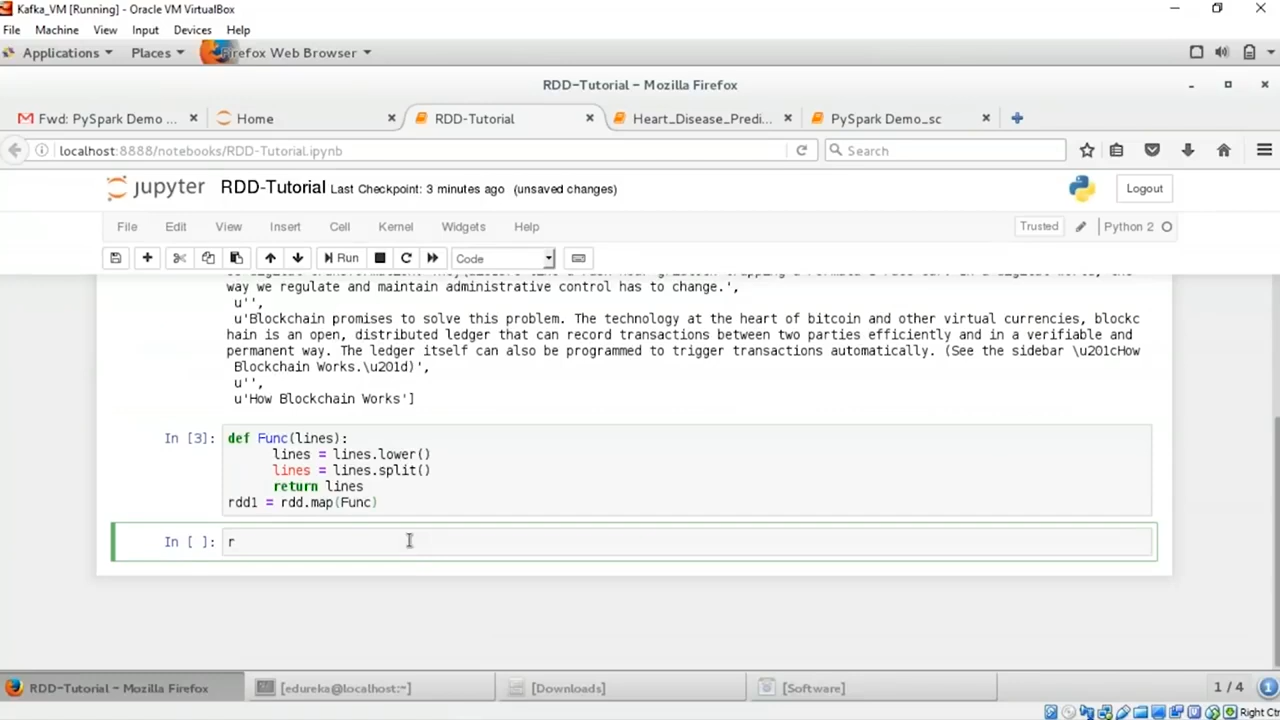 Kafka_VM [Running] - Oracle VM VirtualBox
File Machine View Input Devices Help
Applications Places Firefox Web Browser
RDD-Tutorial - Mozilla Firefox
Fwd: PySpark Demo ... Home RDD-Tutorial Heart_Disease_Predi... PySpark Demo_sc
localhost:8888/notebooks/RDD-Tutorial.ipynb Search
jupyter RDD-Tutorial Last Checkpoint: 3 minutes ago (unsaved changes) Logout
File Edit View Insert Cell Kernel Widgets Help Trusted Python 2
Run Code
way we regulate and maintain administrative control has to change.',
u'',
u'Blockchain promises to solve this problem. The technology at the heart of bitcoin and other virtual currencies, blockc
hain is an open, distributed ledger that can record transactions between two parties efficiently and in a verifiable and
permanent way. The ledger itself can also be programmed to trigger transactions automatically. (See the sidebar \u201cHow
Blockchain Works.\u201d)',
u'',
u'How Blockchain Works']
In [3]: def Func(lines):
lines = lines.lower()
lines = lines.split()
return lines
rdd1 = rdd.map(Func)
In [ ]: r
RDD-Tutorial - Mozilla Firefox [edureka@localhost:~] [Downloads] [Software] 1 / 4 1
Right Ctr